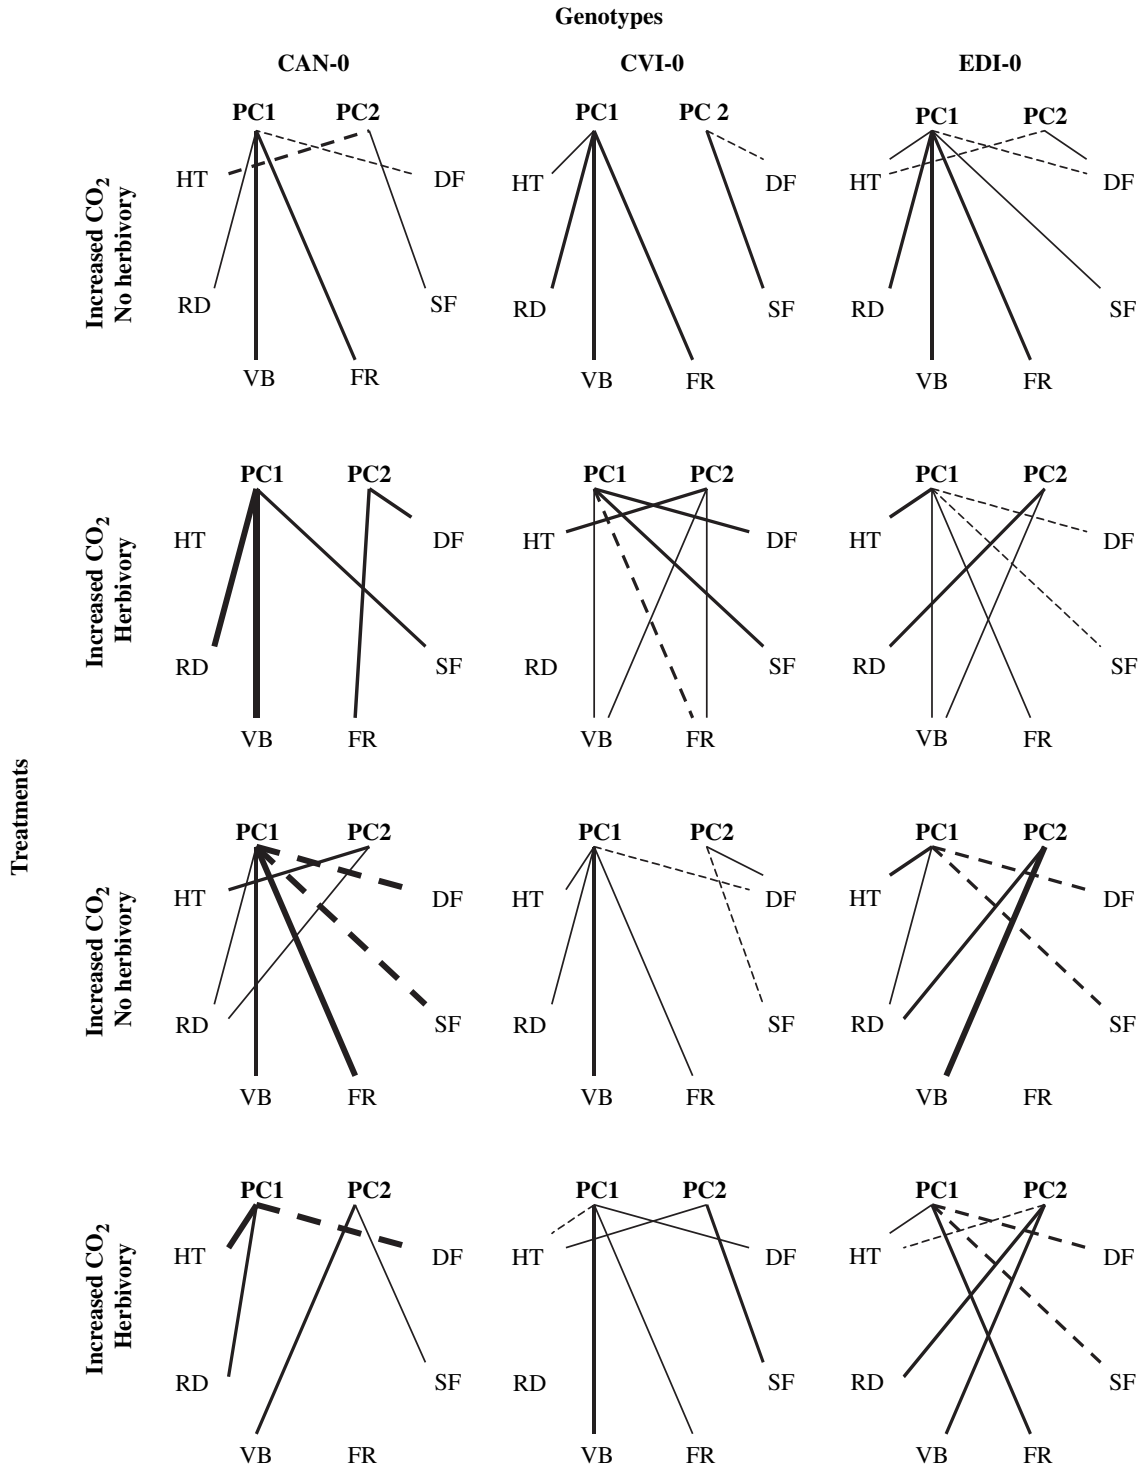 Genotypes
CAN-0 CVI-0 EDI-0
PC1 PC2 PC1 PC 2 PC1 PC2
HT DF HT DF HT DF
Increased CO2
No herbivory
RD SF RD SF RD SF
VB FR VB FR VB FR
PC1 PC2 PC1 PC2 PC1 PC2
HT DF HT DF HT DF
Increased CO2
Herbivory
RD SF RD SF RD SF
VB FR VB FR VB FR
Treatments
PC1 PC2 PC1 PC2 PC1 PC2
HT DF HT DF HT DF
Increased CO2
No herbivory
RD SF RD SF RD SF
VB FR VB FR VB FR
PC1 PC2 PC1 PC2 PC1 PC2
HT DF HT DF HT DF
Increased CO2
Herbivory
RD SF RD SF RD SF
VB FR VB FR VB FR